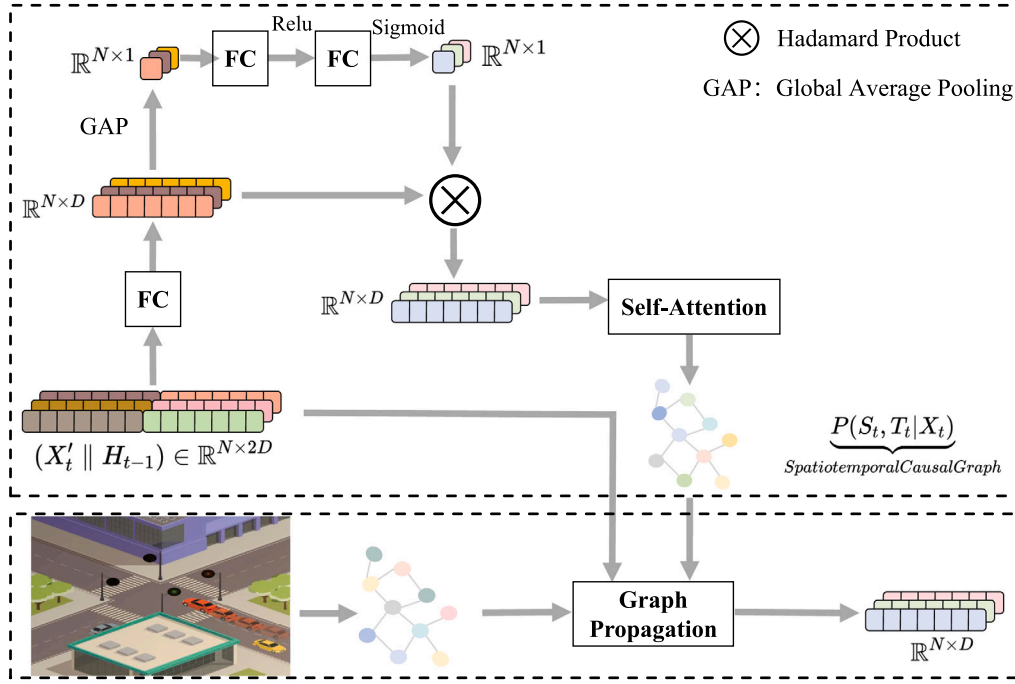 Relu
Sigmoid
ℝ^{N×1}
FC
FC
ℝ^{N×1}
Hadamard Product
GAP: Global Average Pooling
GAP
ℝ^{N×D}
FC
ℝ^{N×D}
Self-Attention
(X′_t ∥ H_{t−1}) ∈ ℝ^{N×2D}
P(S_t, T_t|X_t)
SpatiotemporalCausalGraph
Graph
Propagation
ℝ^{N×D}